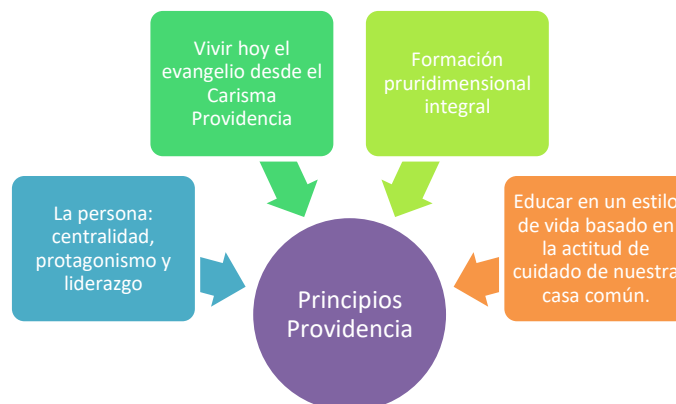 Vivir hoy el
evangelio desde el
Carisma
Providencia
Formación
pruridimensional
integral
La persona:
centralidad,
protagonismo y
liderazgo
Educar en un estilo
de vida basado en
la actitud de
cuidado de nuestra
casa común.
Principios
Providencia